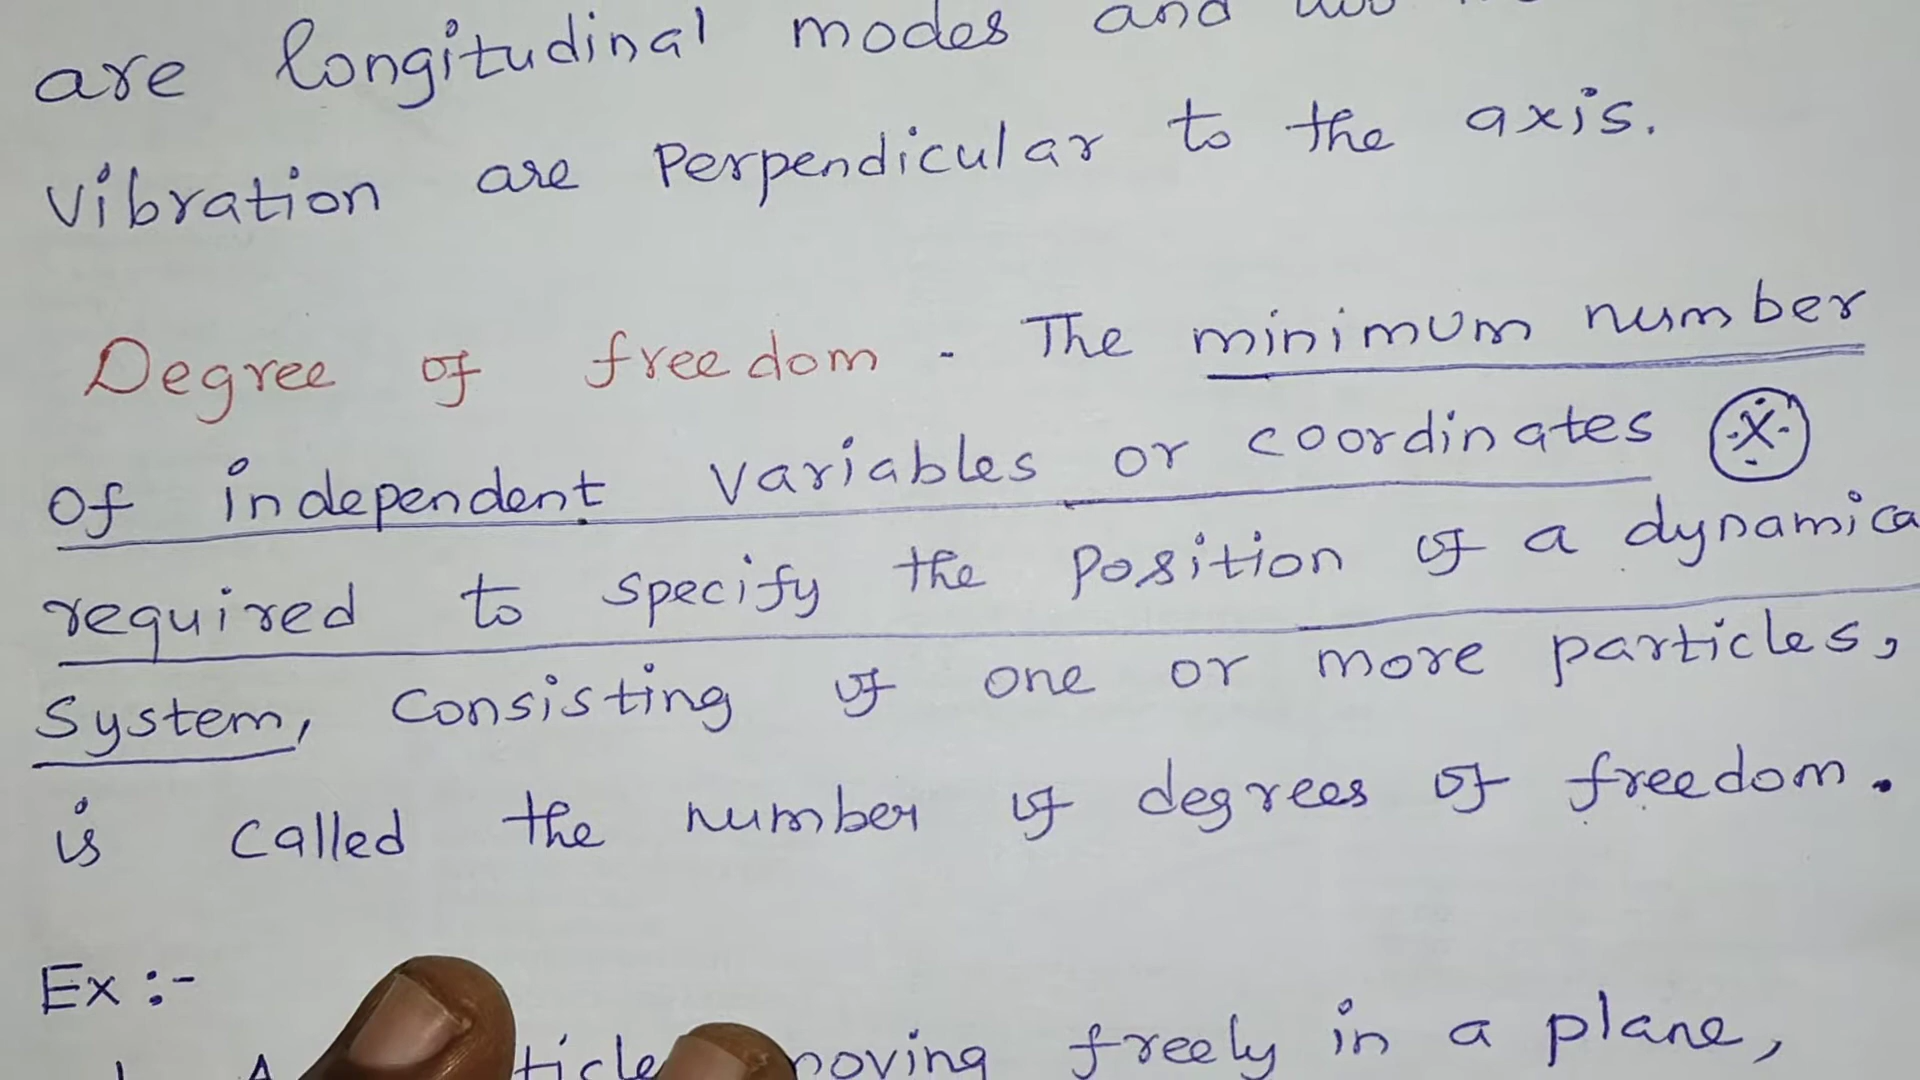 are longitudinal modes and
vibration are perpendicular to the axis.
Degree of freedom - The minimum number
of independent variables or coordinates
required to specify the position of a dynamica
system, consisting of one or more particles,
is called the number of degrees of freedom.
Ex :-
moving freely in a plane,